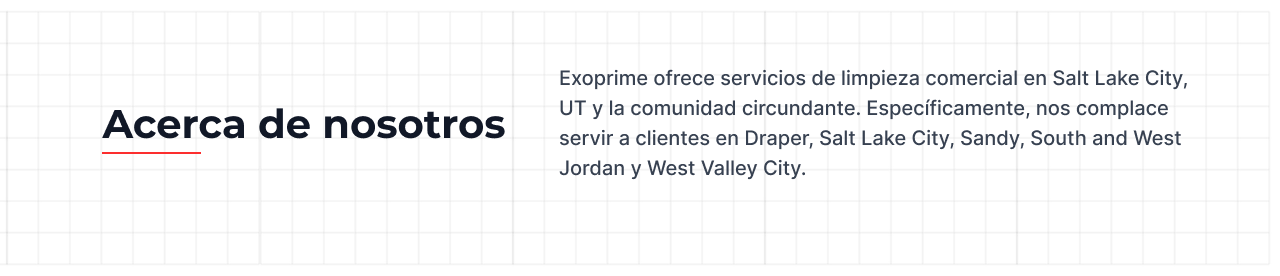 Acerca de nosotros
Exoprime ofrece servicios de limpieza comercial en Salt Lake City,
UT y la comunidad circundante. Específicamente, nos complace
servir a clientes en Draper, Salt Lake City, Sandy, South and West
Jordan y West Valley City.